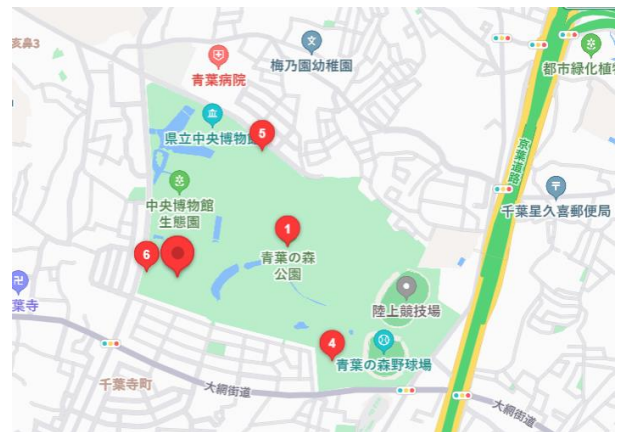 亥鼻3
青葉病院
梅乃園幼稚園
都市緑化植
県立中央博物館
5
京葉道路
中央博物館
生態園
千葉星久喜郵便局
1
青葉の森
公園
6
葉寺
陸上競技場
4
青葉の森野球場
千葉寺町
大網街道
大網街道